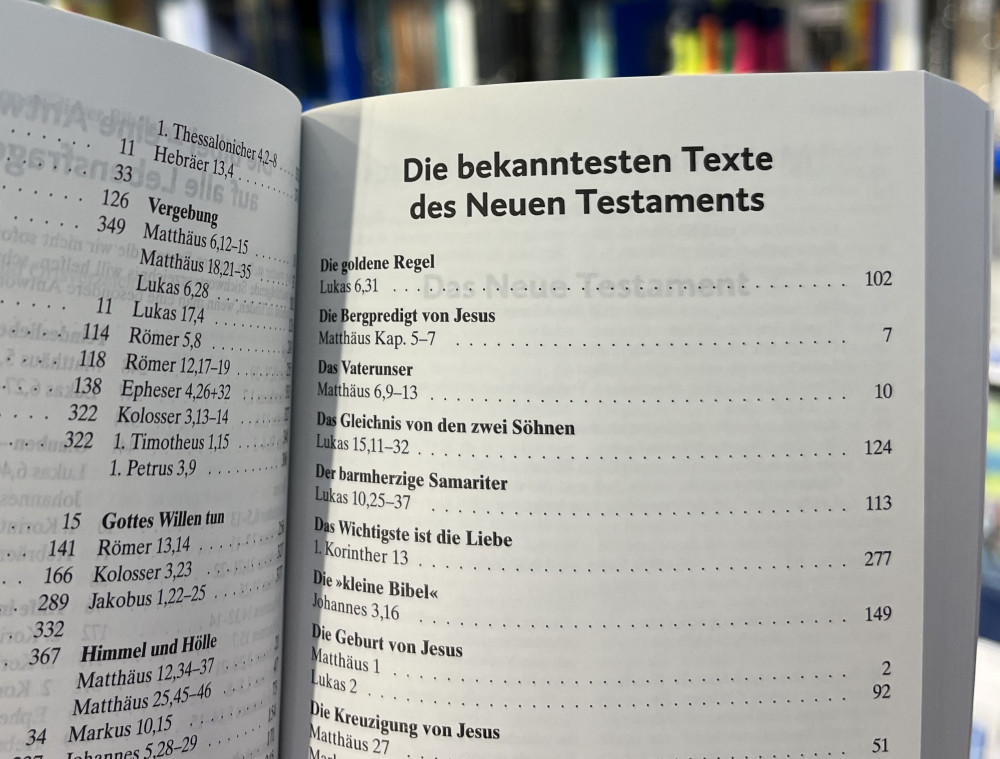 11
33
126
349
11
114
118
138
322
322
15
141
166
289
332
367
34
1. Thessalonicher 4,2–8
Hebräer 13,4
Vergebung
Matthäus 6,12–15
Matthäus 18,21–35
Lukas 6,28
Lukas 17,4
Römer 5,8
Römer 12,17–19
Epheser 4,26+32
Kolosser 3,13–14
1. Timotheus 1,15
1. Petrus 3,9
Gottes Willen tun
Römer 13,14
Kolosser 3,23
Jakobus 1,22–25
Himmel und Hölle
Matthäus 12,34–37
Matthäus 25,45–46
Markus 10,15
Johannes 5,28–29
Die bekanntesten Texte
des Neuen Testaments
Die goldene Regel
Lukas 6,31 . . . . . . . . . . 102
Die Bergpredigt von Jesus
Matthäus Kap. 5–7 . . . . . . . . . . 7
Das Vaterunser
Matthäus 6,9–13 . . . . . . . . . . 10
Das Gleichnis von den zwei Söhnen
Lukas 15,11–32 . . . . . . . . . . 124
Der barmherzige Samariter
Lukas 10,25–37 . . . . . . . . . . 113
Das Wichtigste ist die Liebe
1. Korinther 13 . . . . . . . . . . 277
Die »kleine Bibel«
Johannes 3,16 . . . . . . . . . . 149
Die Geburt von Jesus
Matthäus 1 . . . . . . . . . . 2
Lukas 2 . . . . . . . . . . 92
Die Kreuzigung von Jesus
Matthäus 27 . . . . . . . . . . 51